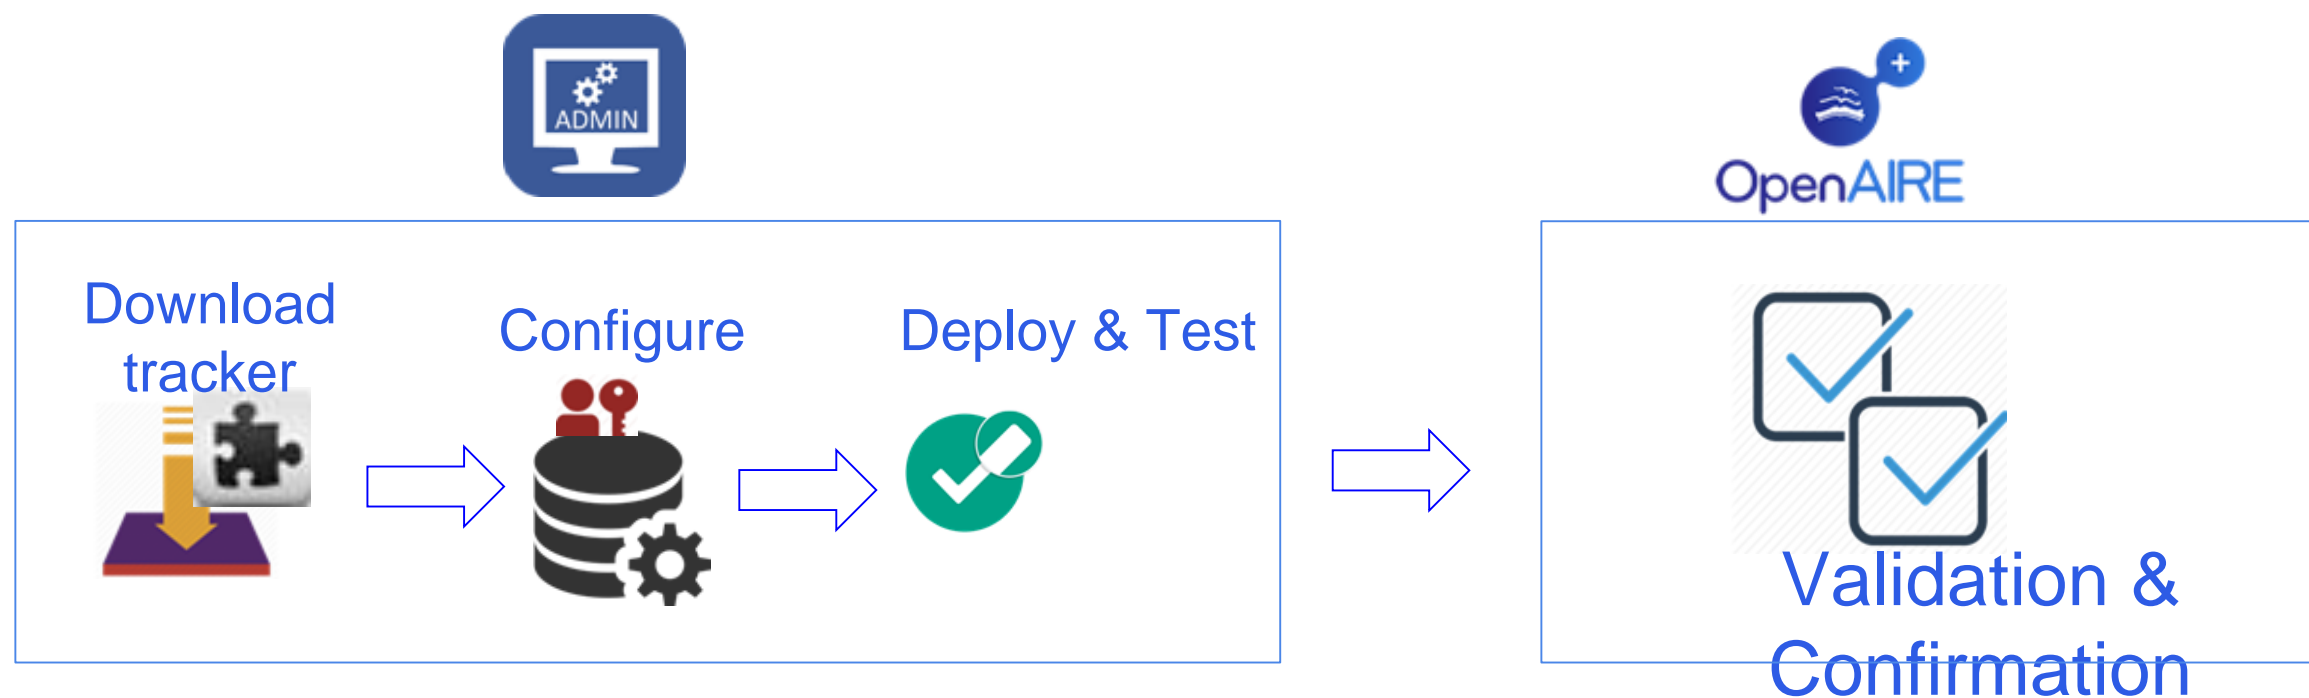 ADMIN
OpenAIRE
Download
tracker
Configure
Deploy & Test
Validation &
Confirmation